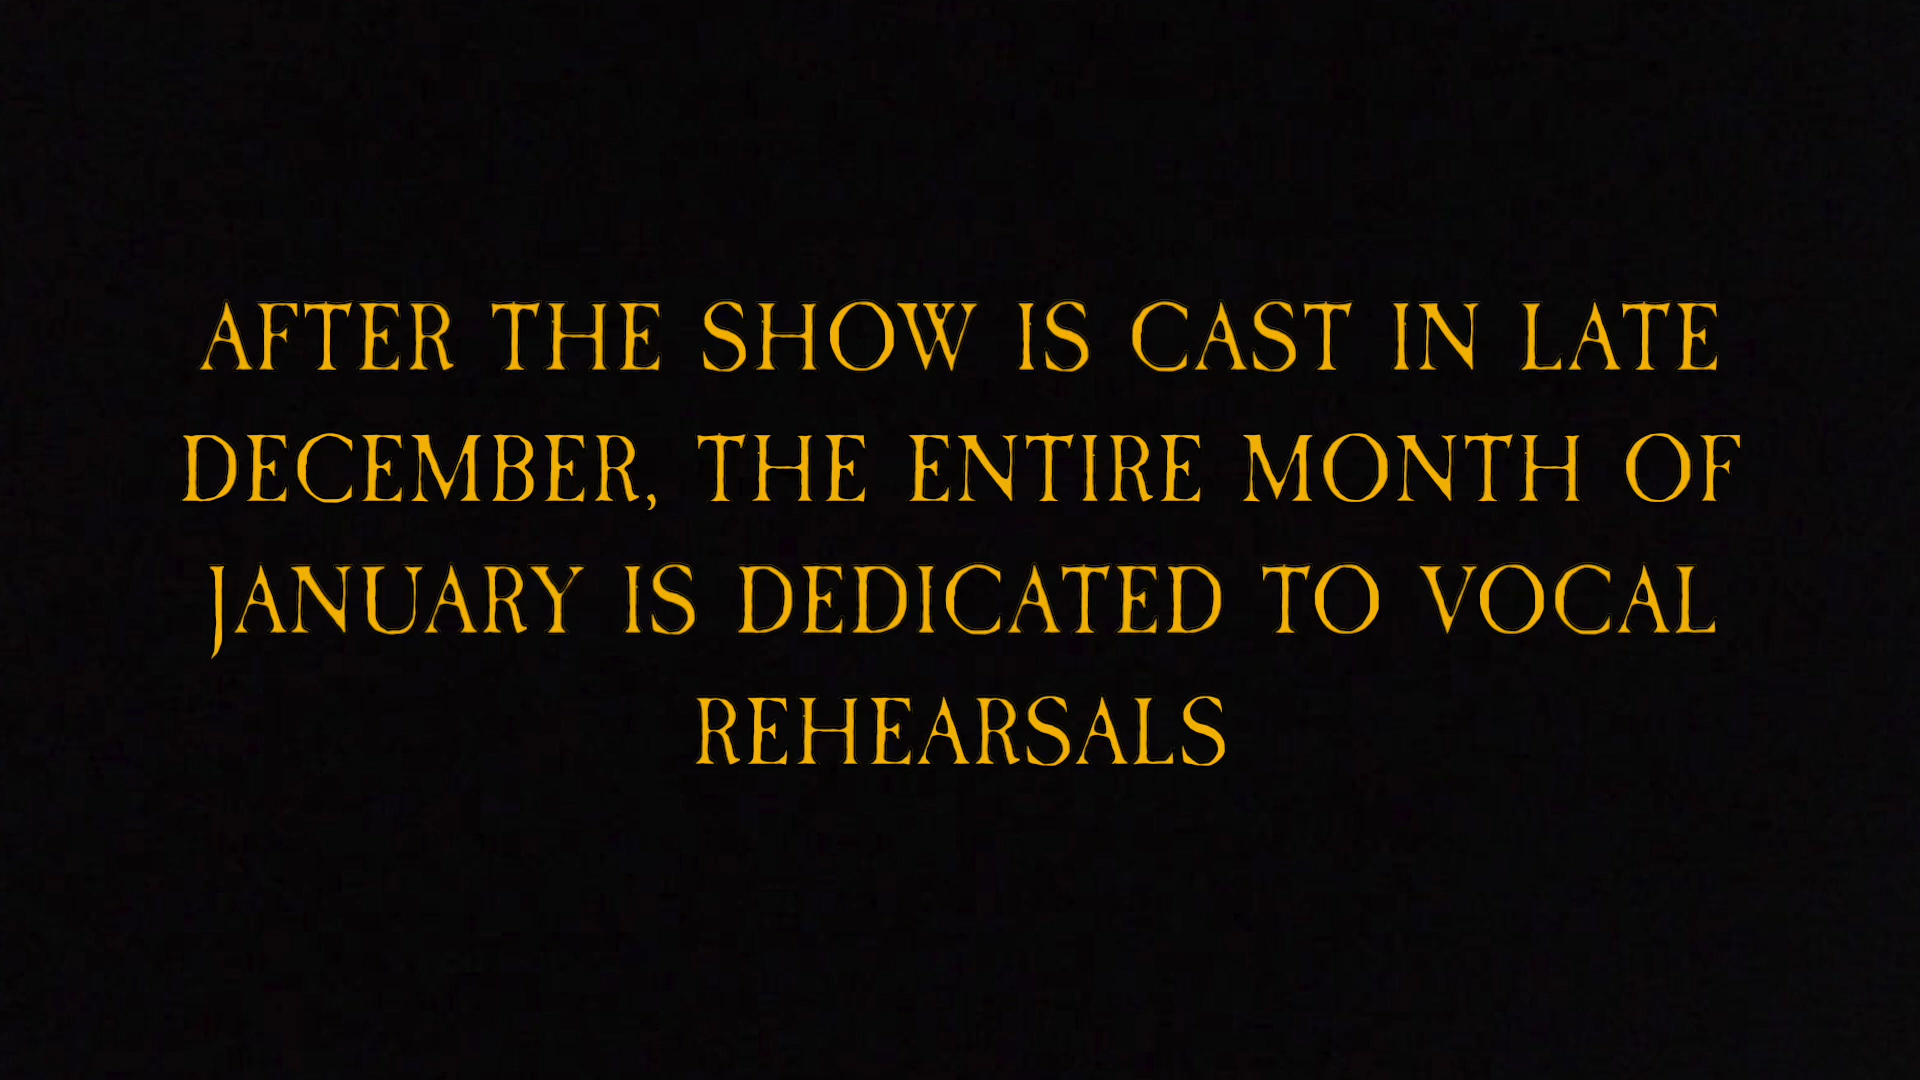 AFTER THE SHOW IS CAST IN LATE
DECEMBER, THE ENTIRE MONTH OF
JANUARY IS DEDICATED TO VOCAL
REHEARSALS